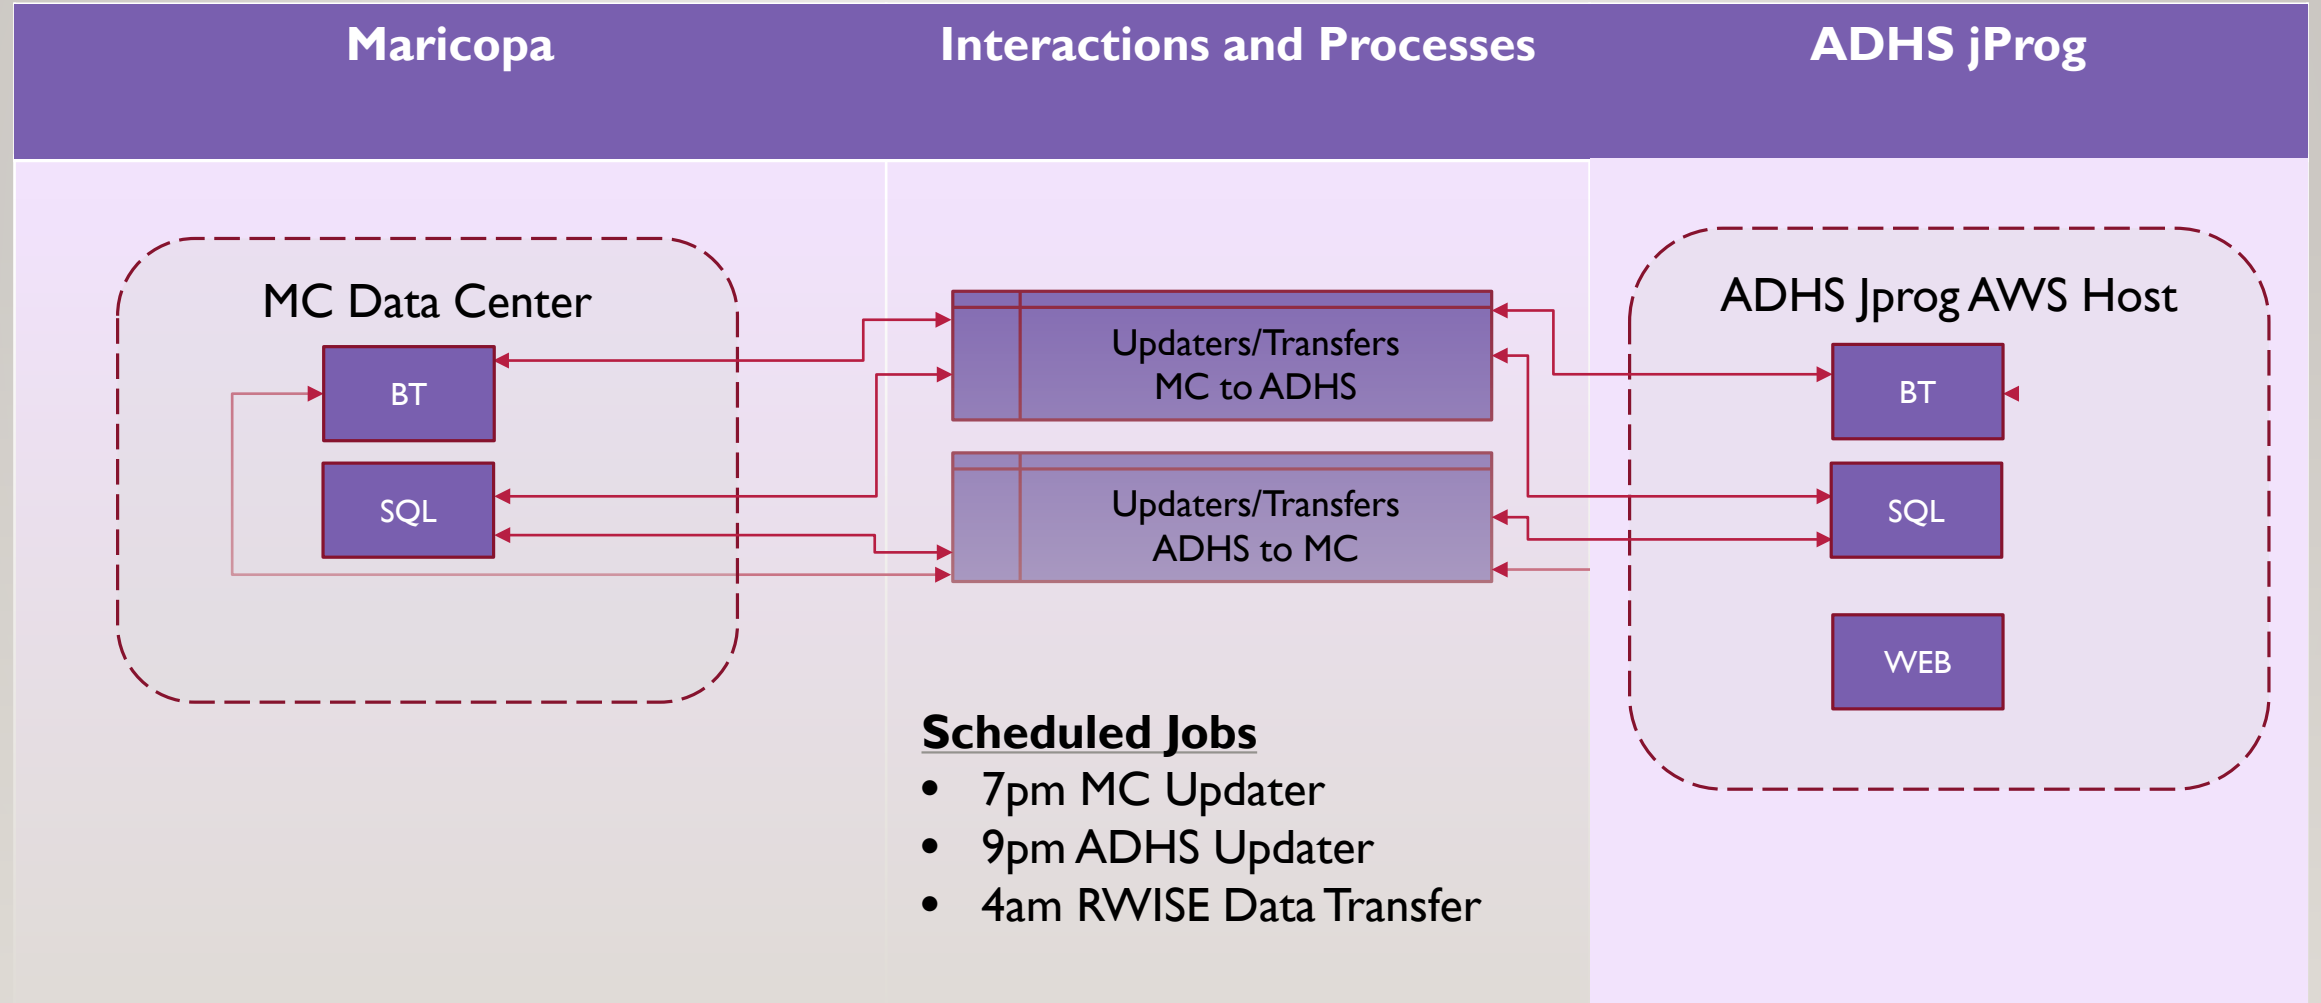 Maricopa
Interactions and Processes
ADHS jProg
MC Data Center
BT
SQL
Updaters/Transfers
MC to ADHS
Updaters/Transfers
ADHS to MC
Scheduled Jobs
• 7pm MC Updater
• 9pm ADHS Updater
• 4am RWISE Data Transfer
ADHS Jprog AWS Host
BT
SQL
WEB